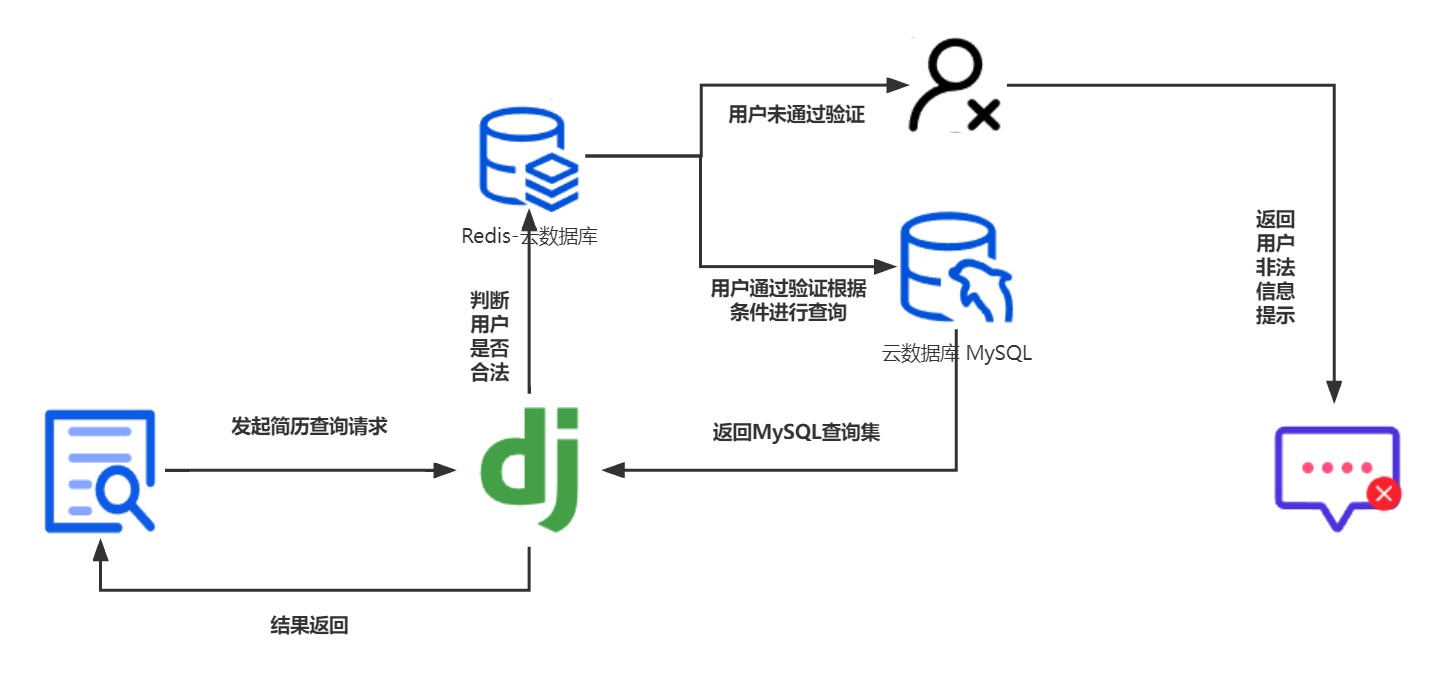 用户未通过验证
Redis-云数据库
用户通过验证根据
条件进行查询
返回
用户
非法
信息
提示
判断
用户
是否
合法
云数据库 MySQL
发起简历查询请求
dj
返回MySQL查询集
结果返回